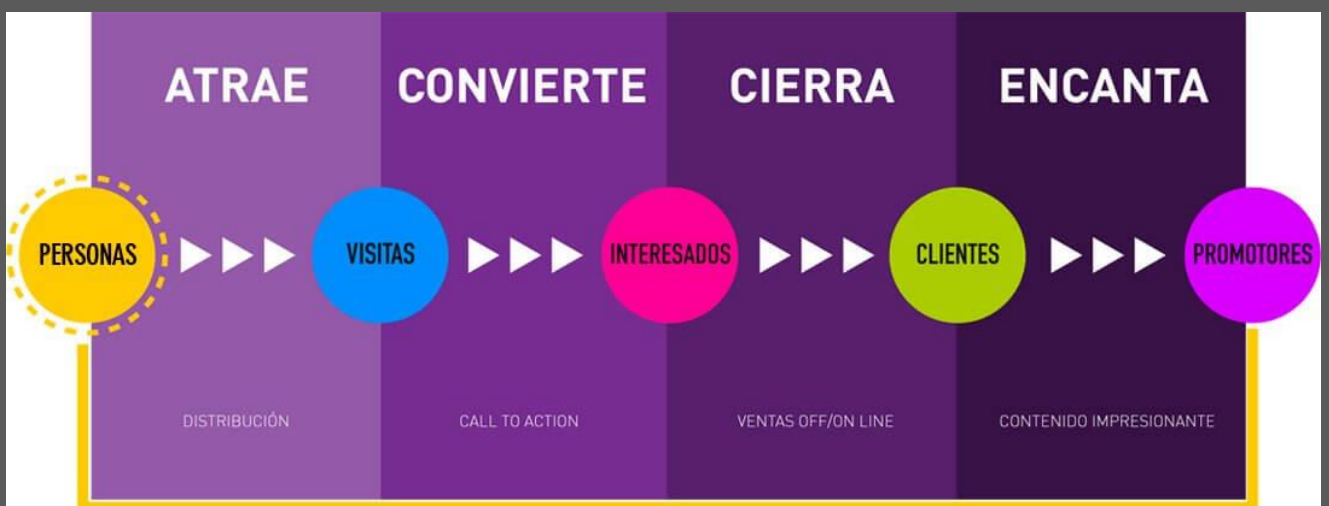 ATRAE
CONVIERTE
CIERRA
ENCANTA
PERSONAS
VISITAS
INTERESADOS
CLIENTES
PROMOTORES
DISTRIBUCIÓN
CALL TO ACTION
VENTAS OFF/ON LINE
CONTENIDO IMPRESIONANTE